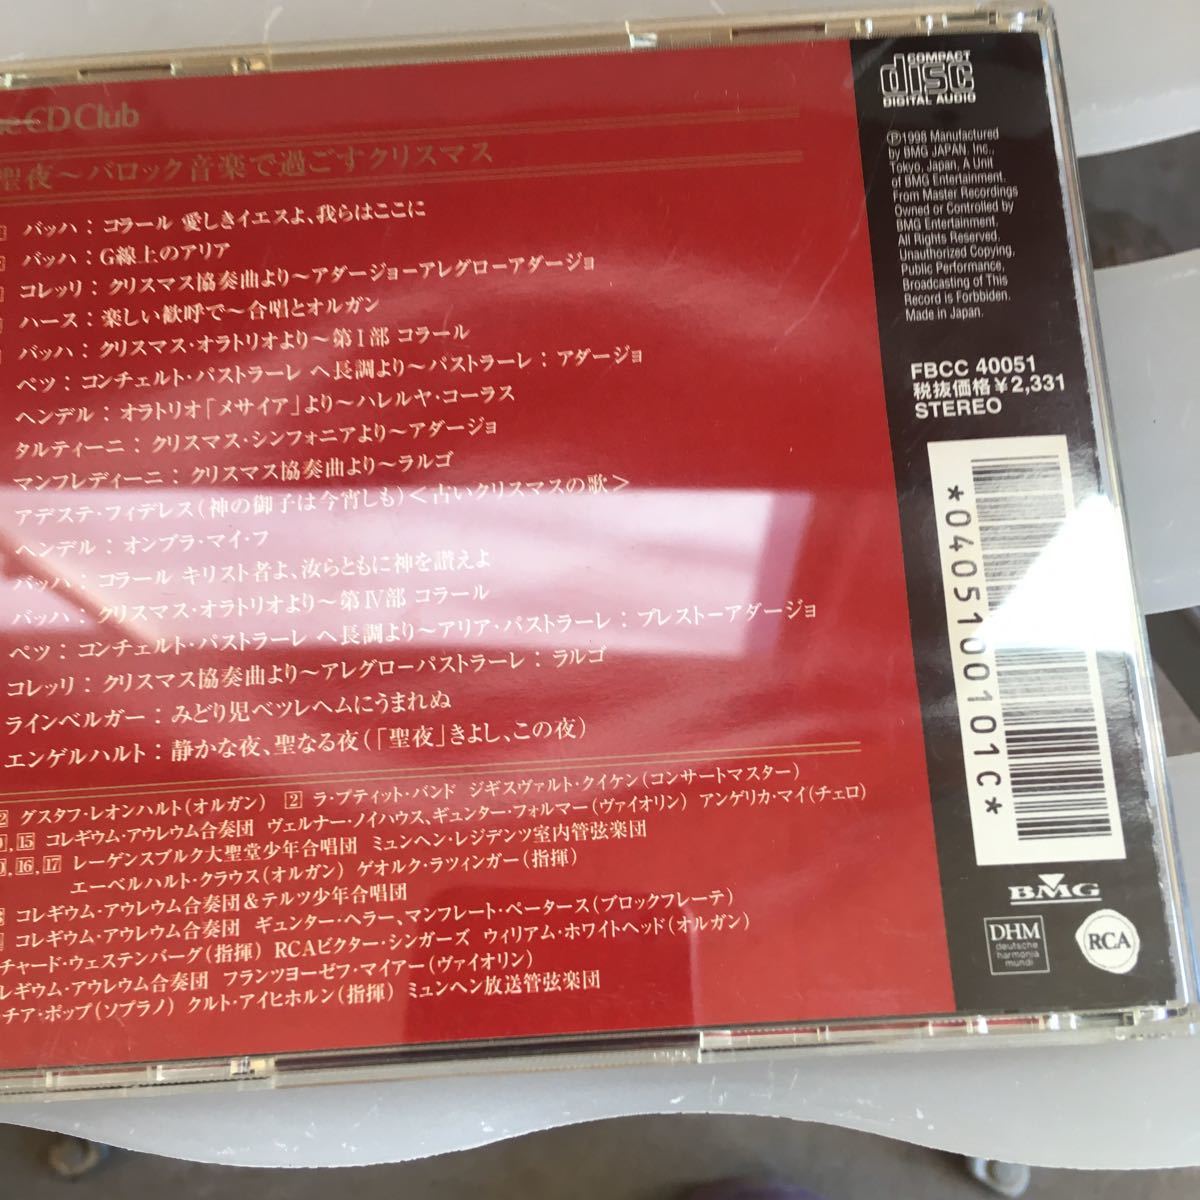 CD Club
聖夜～バロック音楽で過ごすクリスマス
バッハ：コラール 愛しきイエスよ、我らはここに
バッハ：G線上のアリア
コレッリ：クリスマス協奏曲より～アダージョーアレグローアダージョ
ハース：楽しい歓呼で～合唱とオルガン
バッハ：クリスマス・オラトリオより～第I部 コラール
ペツ：コンチェルト・パストラーレ ヘ長調より～パストラーレ：アダージョ
ヘンデル：オラトリオ「メサイア」より～ハレルヤ・コーラス
タルティーニ：クリスマス・シンフォニアより～アダージョ
マンフレディーニ：クリスマス協奏曲より～ラルゴ
アデステ・フィデレス（神の御子は今宵しも）＜古いクリスマスの歌＞
ヘンデル：オンブラ・マイ・フ
バッハ：コラール キリスト者よ、汝らともに神を讃えよ
バッハ：クリスマス・オラトリオより～第IV部 コラール
ペツ：コンチェルト・パストラーレ ヘ長調より～アリア・パストラーレ：プレストーアダージョ
コレッリ：クリスマス協奏曲より～アレグローパストラーレ：ラルゴ
ラインベルガー：みどり児ベツレヘムにうまれぬ
エンゲルハルト：静かな夜、聖なる夜（「聖夜」きよし、この夜）
グスタフ・レオンハルト（オルガン） 2 ラ・プティット・バンド ジギスヴァルト・クイケン（コンサートマスター）
15 コレギウム・アウレウム合奏団 ヴェルナー・ノイハウス、ギュンター・フォルマー（ヴァイオリン） アンゲリカ・マイ（チェロ）
16, 17 レーゲンスブルク大聖堂少年合唱団 ミュンヘン・レジデンツ室内管弦楽団
エーベルハルト・クラウス（オルガン） ゲオルク・ラツィンガー（指揮）
コレギウム・アウレウム合奏団＆テルツ少年合唱団
コレギウム・アウレウム合奏団 ギュンター・ヘラー、マンフレート・ペータース（ブロックフレーテ）
チャード・ウェステンバーグ（指揮） RCAビクター・シンガーズ ウィリアム・ホワイトヘッド（オルガン）
レギウム・アウレウム合奏団 フランツヨーゼフ・マイアー（ヴァイオリン）
チア・ポップ（ソプラノ） クルト・アイヒホルン（指揮） ミュンヘン放送管弦楽団
COMPACT
disc
DIGITAL AUDIO
Ⓟ1998 Manufactured
by BMG JAPAN, Inc.,
Tokyo, Japan, A Unit
of BMG Entertainment.
From Master Recordings
Owned or Controlled by
BMG Entertainment.
All Rights Reserved.
Unauthorized Copying,
Public Performance,
Broadcasting of This
Record is Forbbiden.
Made in Japan.
FBCC 40051
税抜価格￥2,331
STEREO
*0405100101C*
BMG
DHM
deutsche
harmonia
mundi
RCA